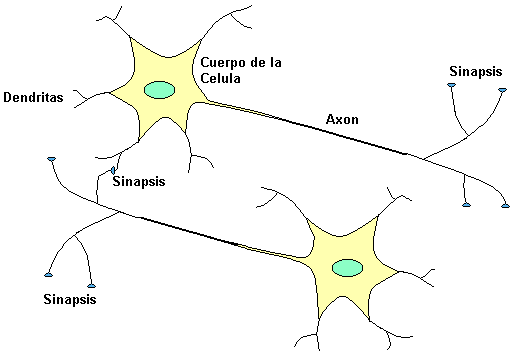 Cuerpo de la
Celula
Sinapsis
Dendritas
Axon
Sinapsis
Sinapsis